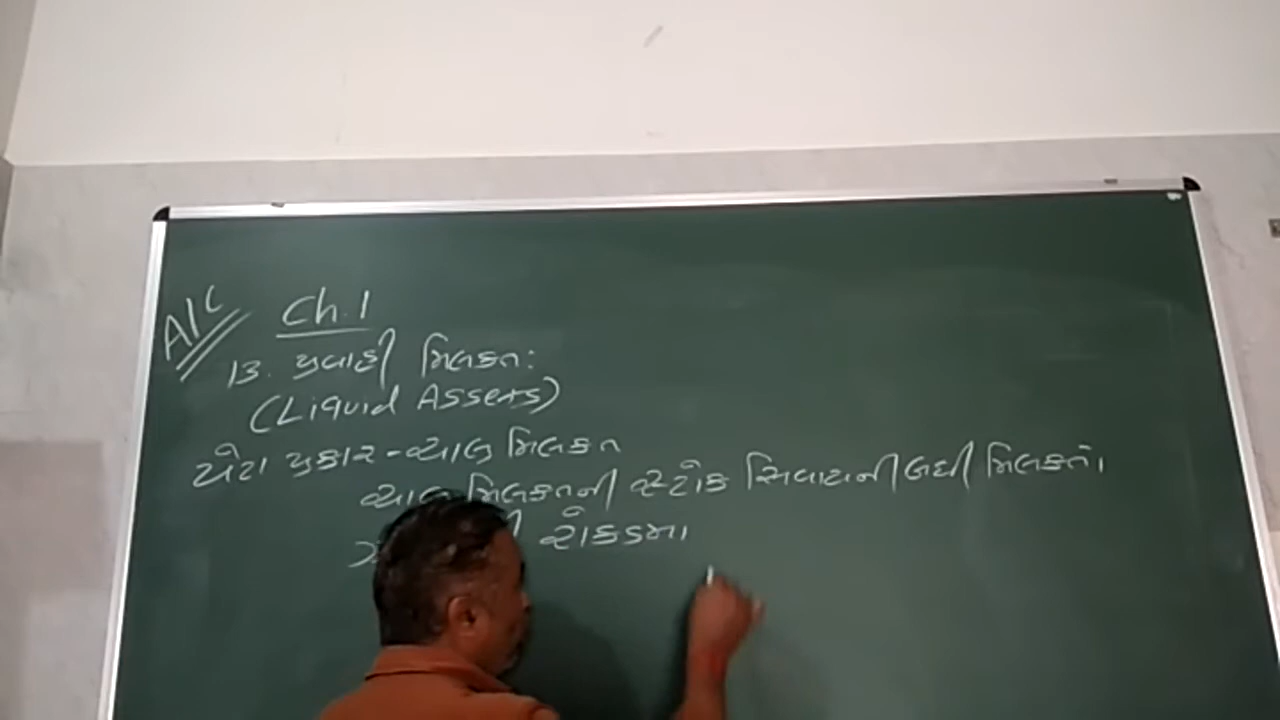 A/C
Ch.1
13. પ્રવાહી મિલકત:
(Liquid Assets)
પેટા પ્રકાર - ચાલુ મિલકત
ચાલુ મિલકતની સ્ટોક સિવાયની બધી મિલકતો
રોકડમાં